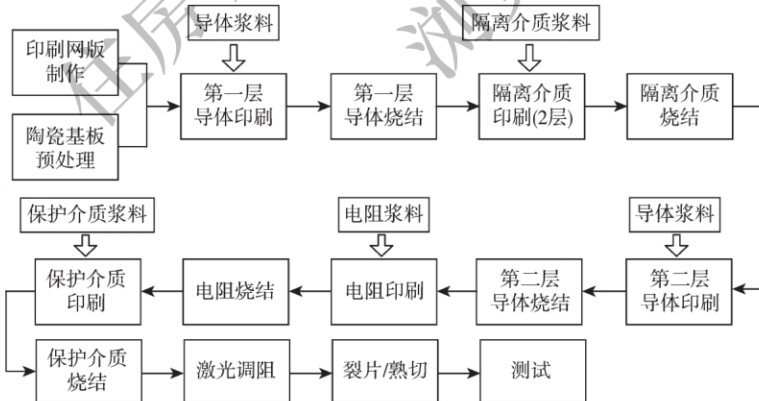 导体浆料
隔离介质浆料
印刷网版
制作
陶瓷基板
预处理
第一层
导体印刷
第一层
导体烧结
隔离介质
印刷(2层)
隔离介质
烧结
保护介质浆料
电阻浆料
导体浆料
保护介质
印刷
电阻烧结
电阻印刷
第二层
导体烧结
第二层
导体印刷
保护介质
烧结
激光调阻
裂片/熟切
测试
住房
浏